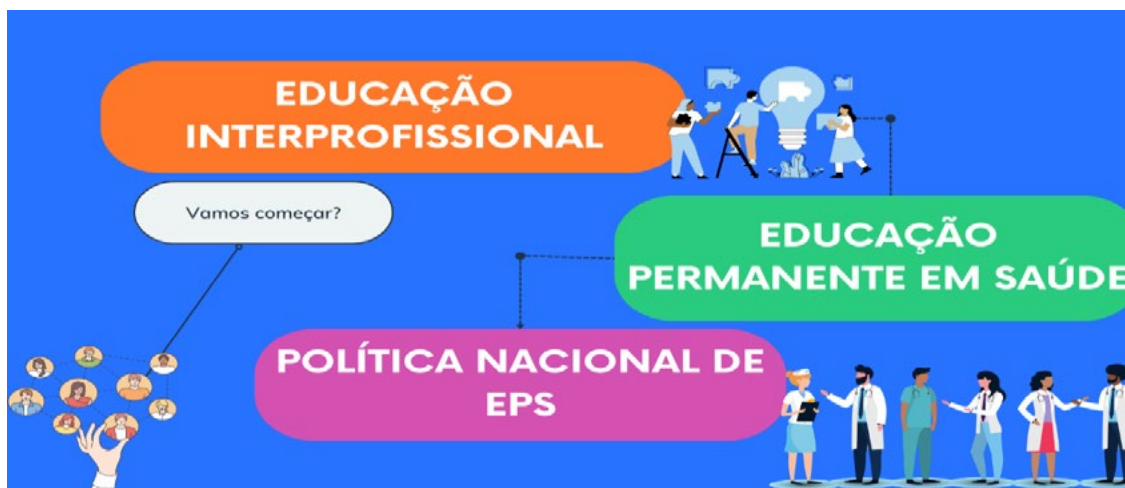 EDUCAÇÃO
INTERPROFISSIONAL
Vamos começar?
EDUCAÇÃO
PERMANENTE EM SAÚDE
POLÍTICA NACIONAL DE
EPS